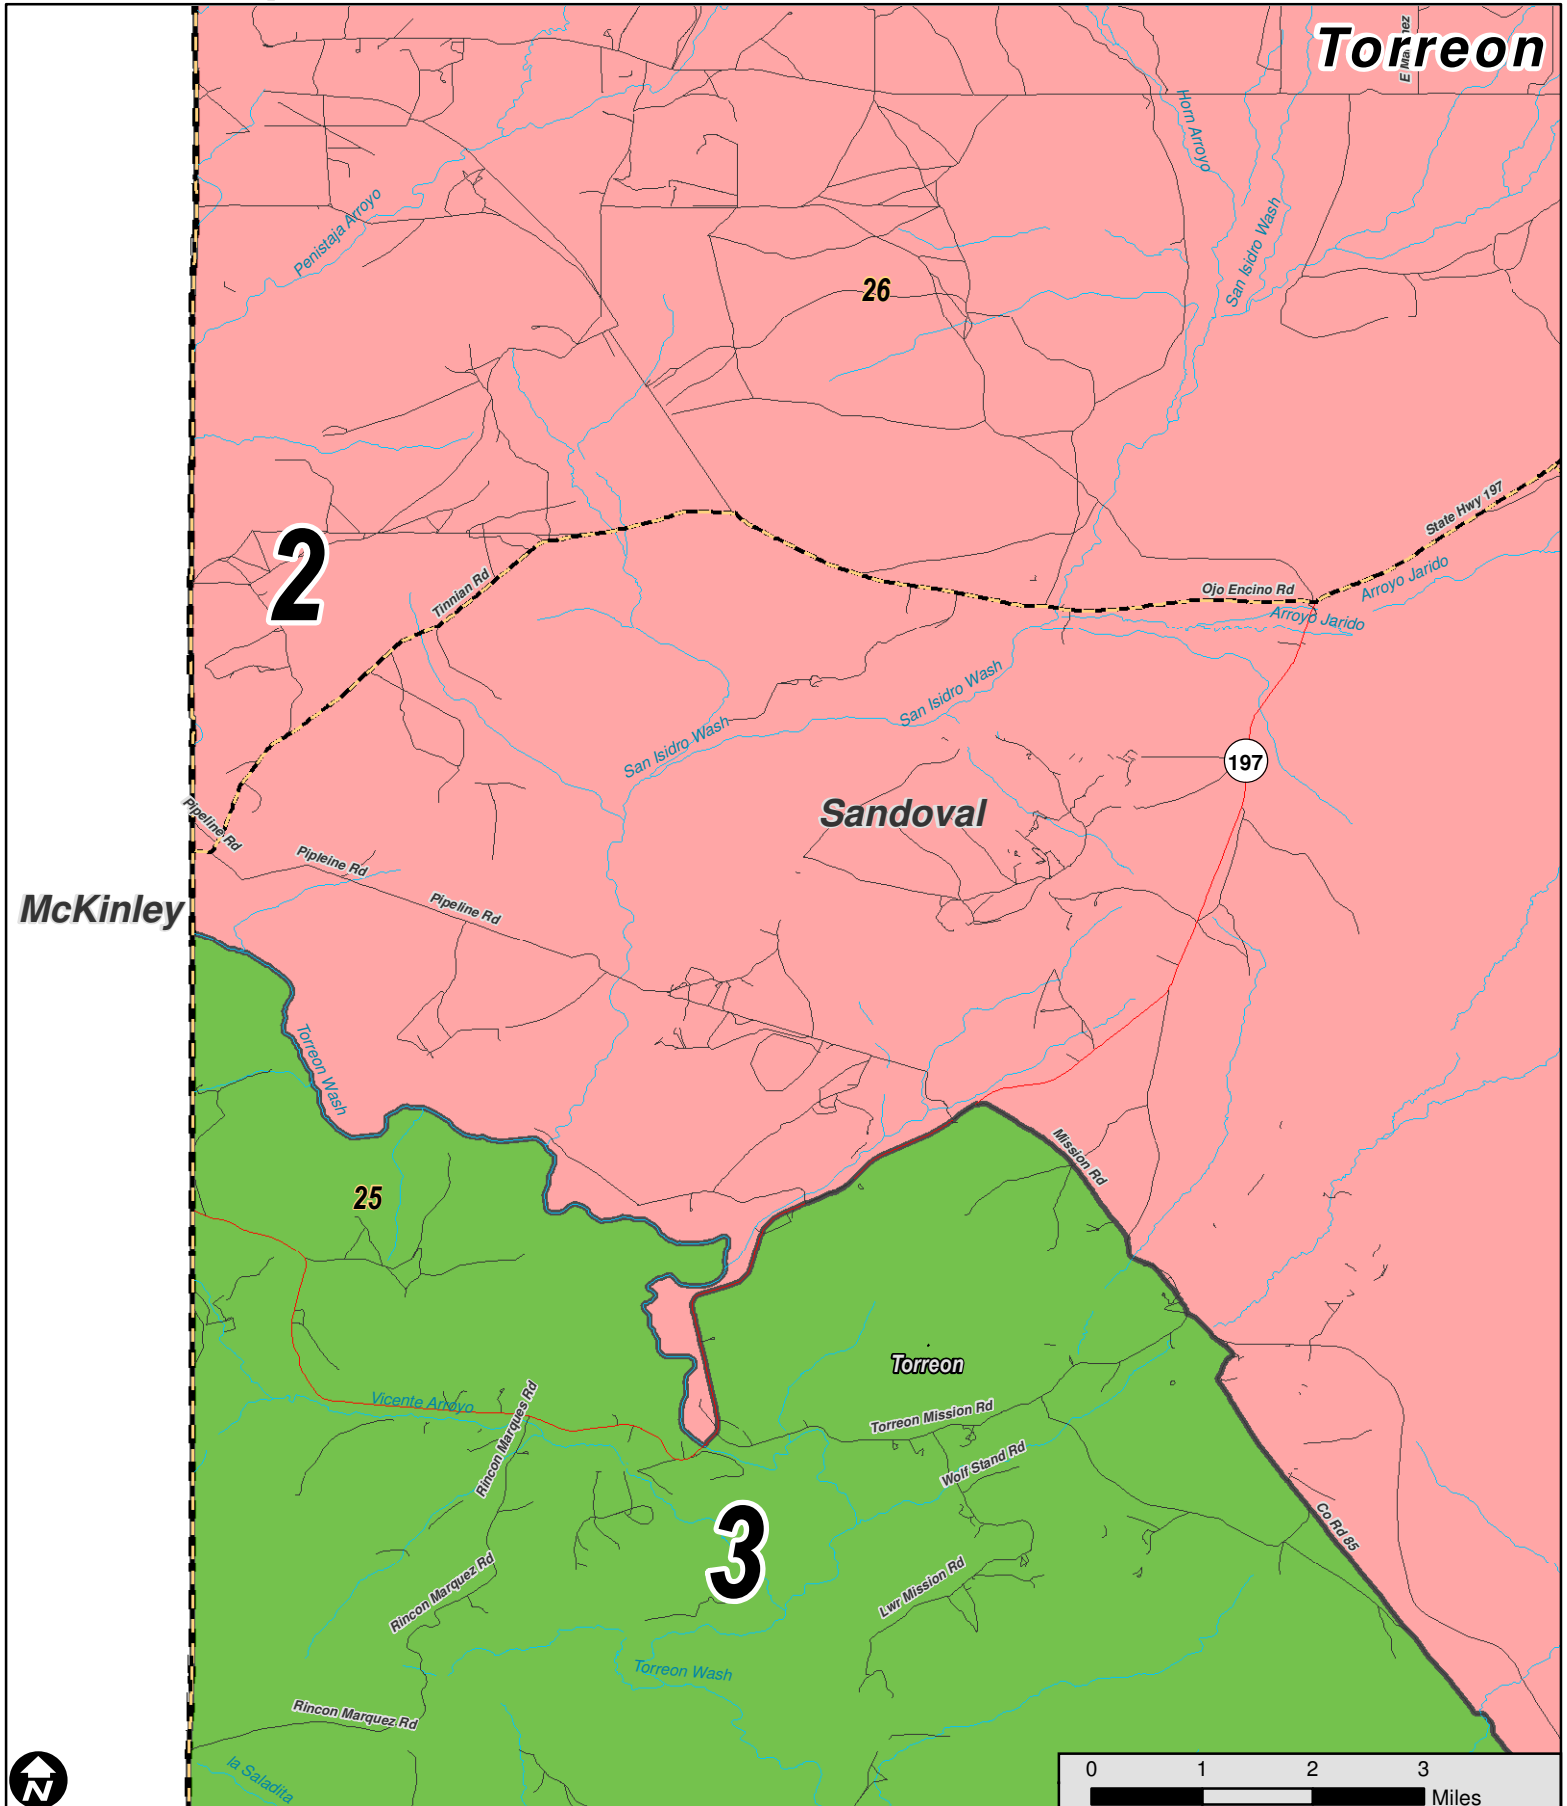 Torreon
E Martinez
Horn Arroyo
Penistaja Arroyo
San Isidro Wash
26
State Hwy 197
2
Tinnian Rd
Ojo Encino Rd
Arroyo Jarido
Arroyo Jarido
San Isidro Wash
San Isidro Wash
197
Sandoval
Pipeline Rd
Pipleine Rd
Pipeline Rd
McKinley
Torreon Wash
Mission Rd
25
Torreon
Vicente Arroyo
Rincon Marques Rd
Torreon Mission Rd
Wolf Stand Rd
3
Co Rd 85
Rincon Marquez Rd
Lwr Mission Rd
Torreon Wash
Rincon Marquez Rd
la Saladita
N
0 1 2 3
Miles